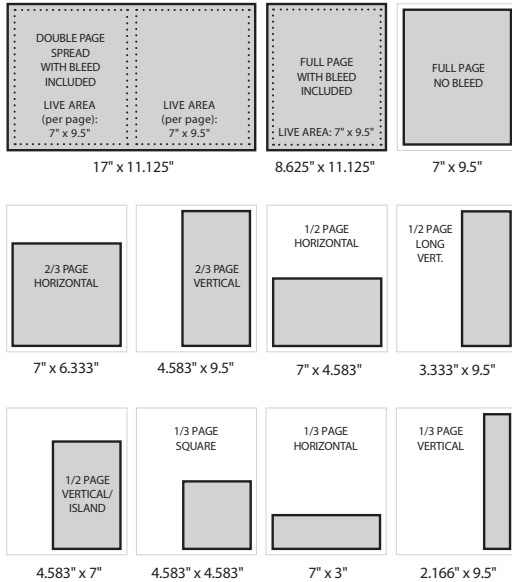 DOUBLE PAGE
SPREAD
WITH BLEED
INCLUDED
LIVE AREA
(per page):
7" x 9.5"
LIVE AREA
(per page):
7" x 9.5"
17" x 11.125"
FULL PAGE
WITH BLEED
INCLUDED
LIVE AREA: 7" x 9.5"
8.625" x 11.125"
FULL PAGE
NO BLEED
7" x 9.5"
2/3 PAGE
HORIZONTAL
7" x 6.333"
2/3 PAGE
VERTICAL
4.583" x 9.5"
1/2 PAGE
HORIZONTAL
7" x 4.583"
1/2 PAGE
LONG
VERT.
3.333" x 9.5"
1/2 PAGE
VERTICAL/
ISLAND
4.583" x 7"
1/3 PAGE
SQUARE
4.583" x 4.583"
1/3 PAGE
HORIZONTAL
7" x 3"
1/3 PAGE
VERTICAL
2.166" x 9.5"